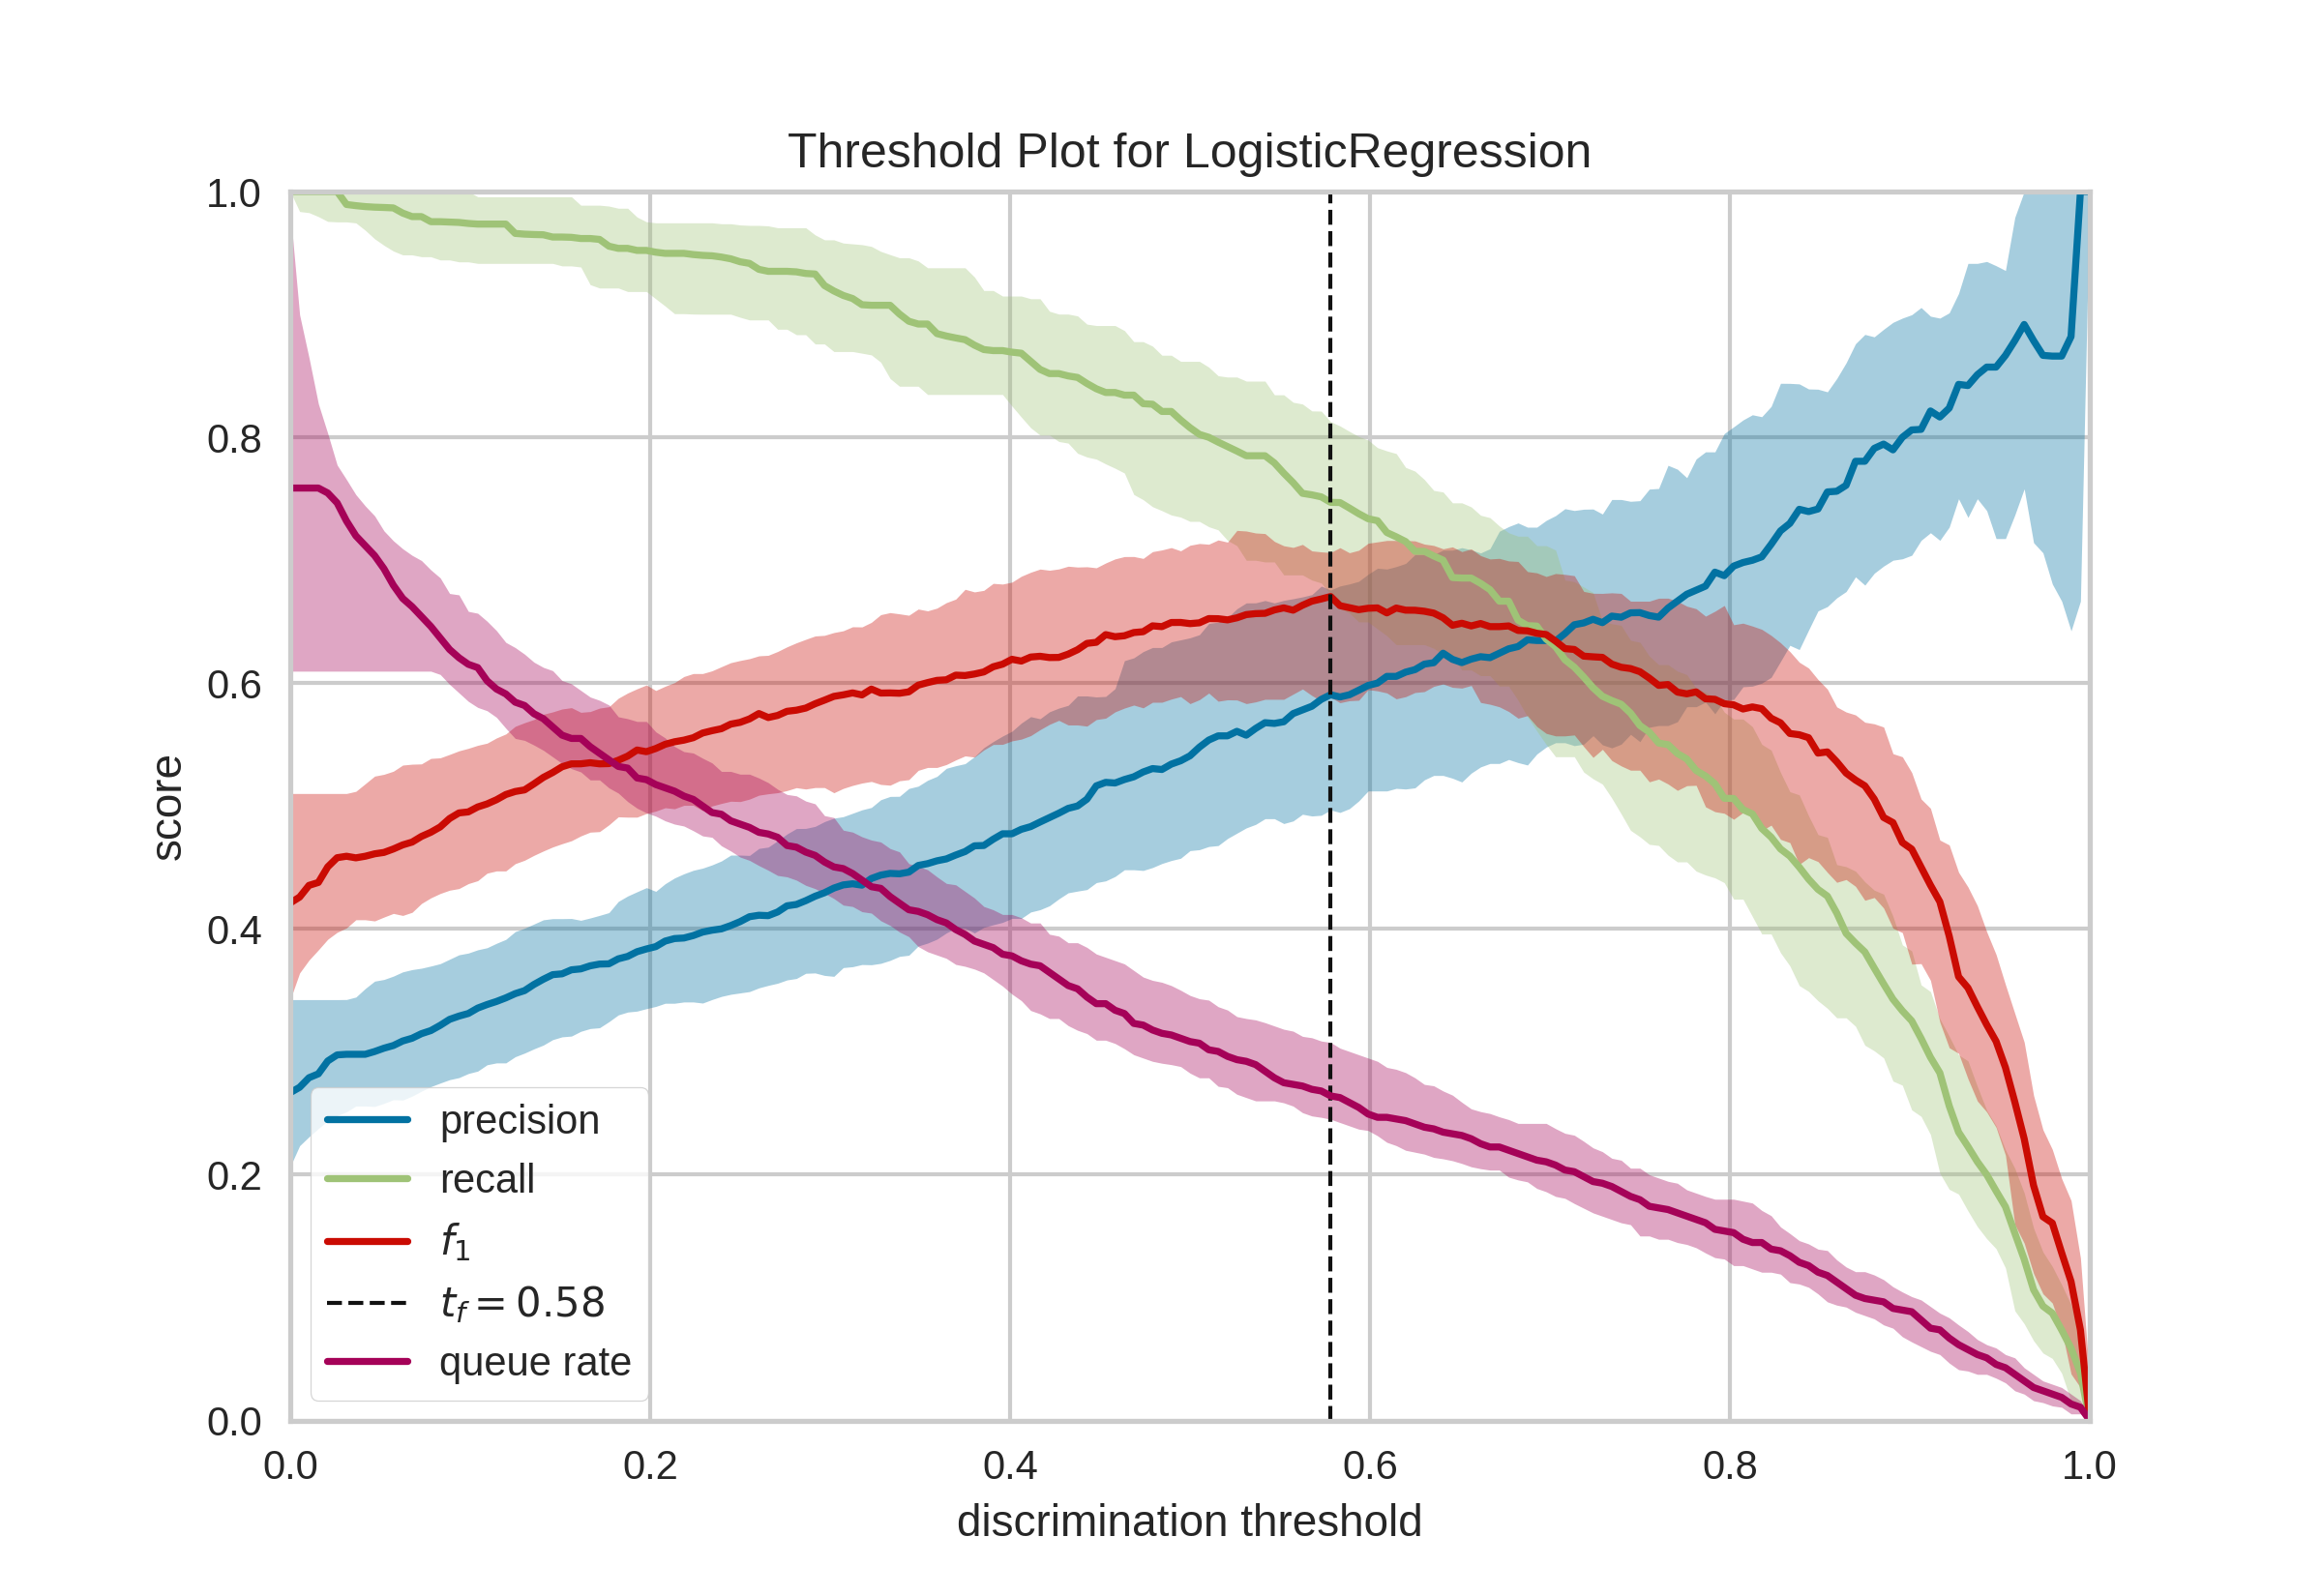 Threshold Plot for LogisticRegression
1.0
0.8
0.6
0.4
0.2
0.0
score
precision
recall
f₁
t_f = 0.58
queue rate
0.0 0.2 0.4 0.6 0.8 1.0
discrimination threshold